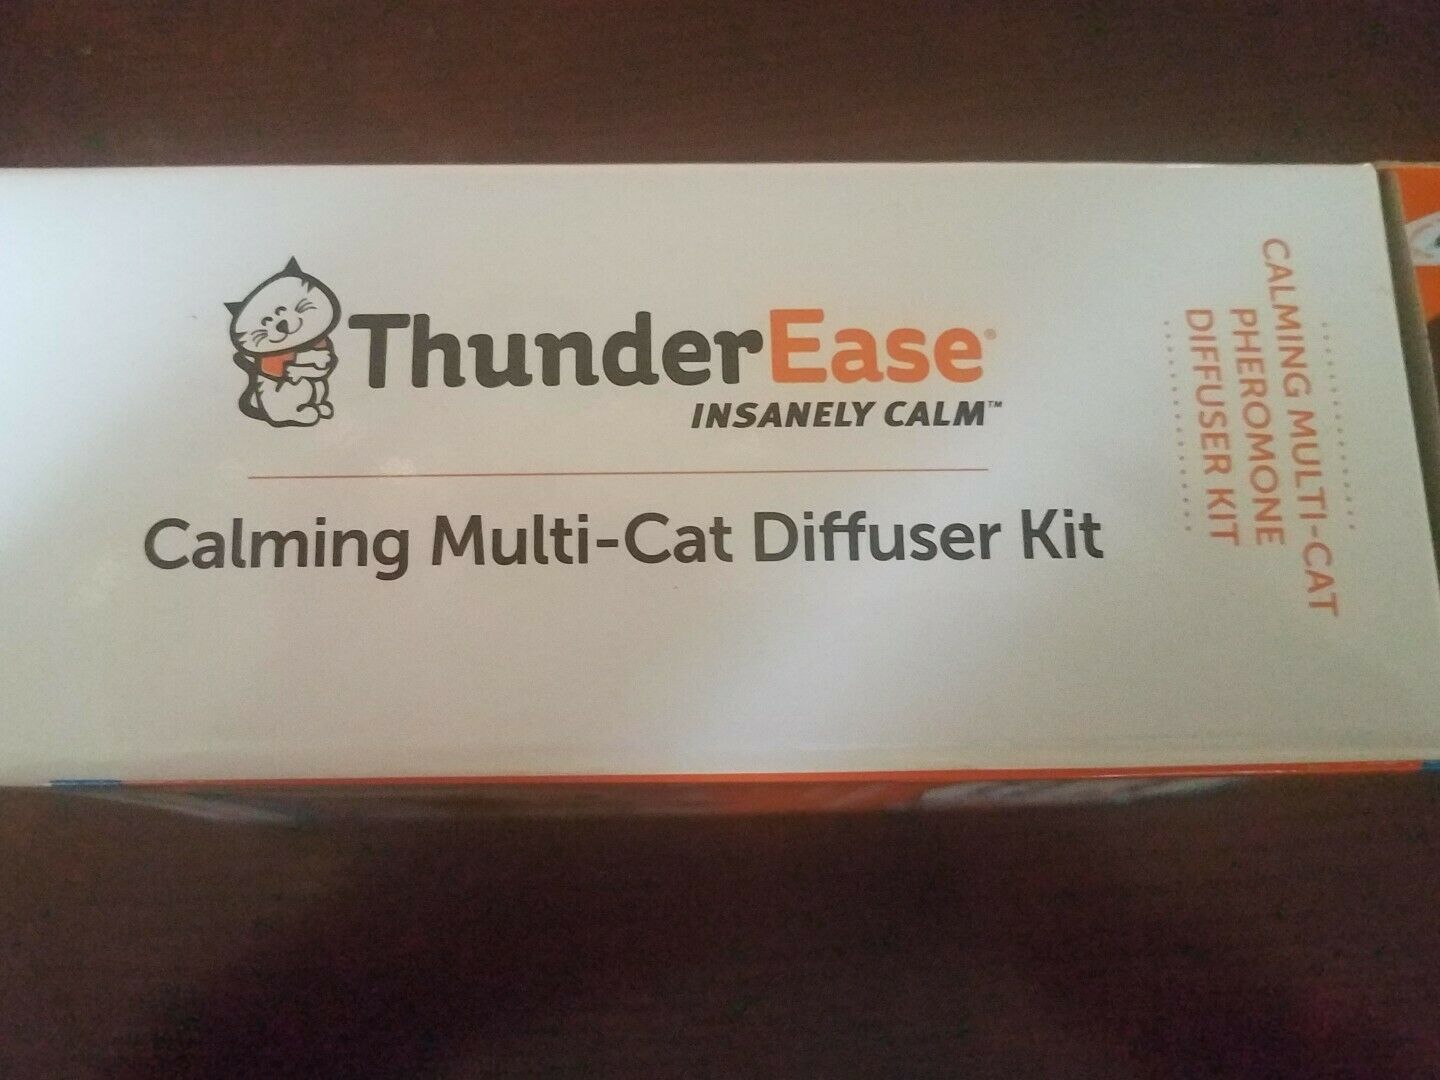 ThunderEase®
INSANELY CALM™
Calming Multi-Cat Diffuser Kit
CALMING MULTI-CAT
PHEROMONE
DIFFUSER KIT